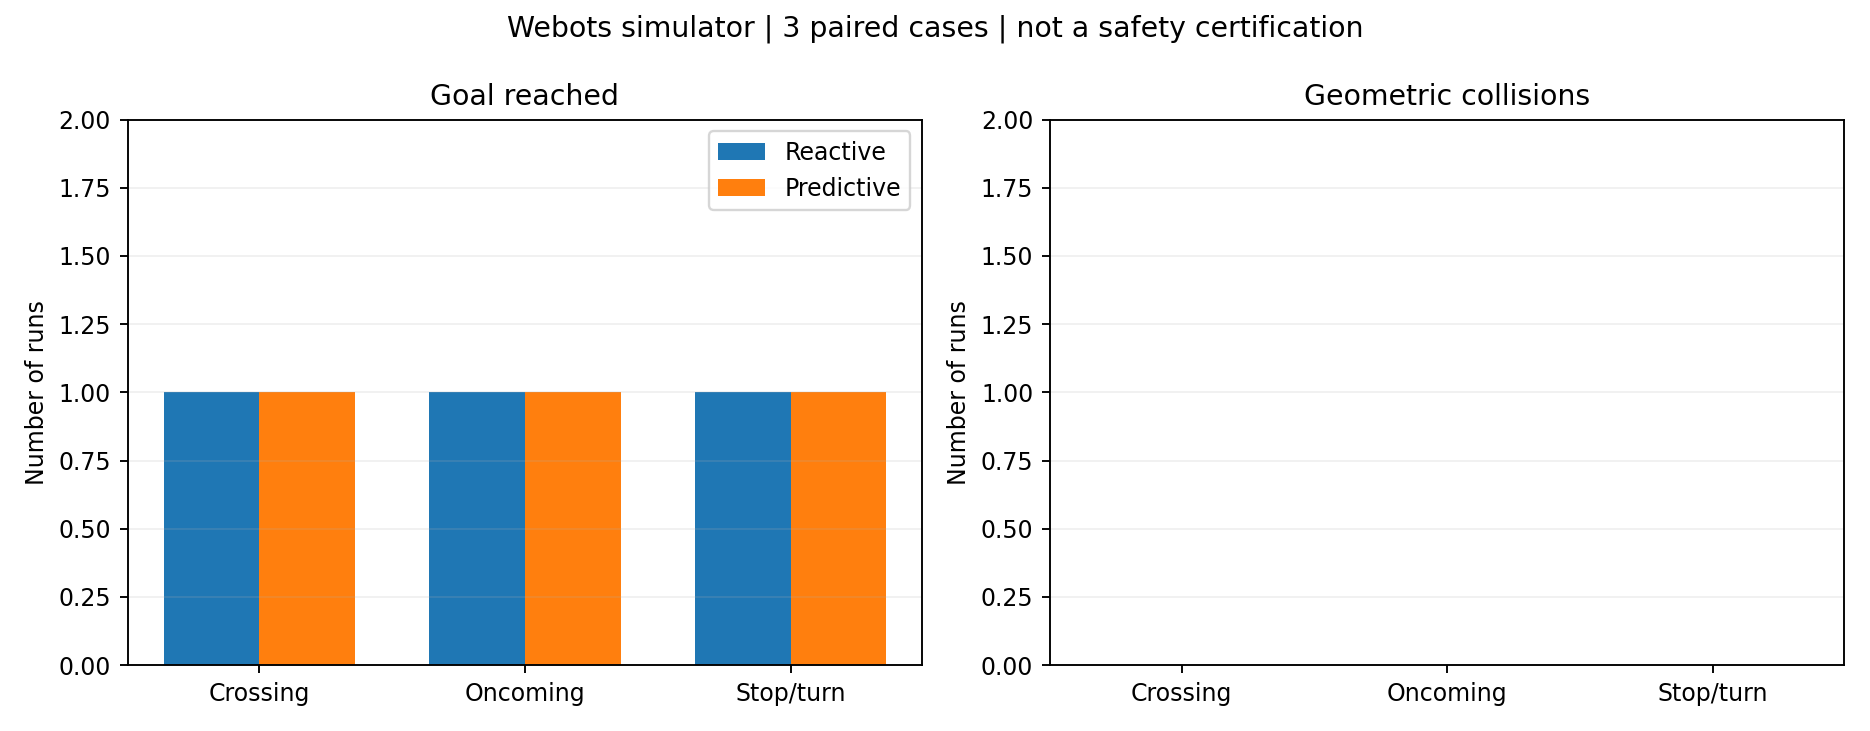 Webots simulator | 3 paired cases | not a safety certification
Goal reached
2.00
1.75
1.50
1.25
1.00
0.75
0.50
0.25
0.00
Number of runs
Reactive
Predictive
Crossing
Oncoming
Stop/turn
Geometric collisions
2.00
1.75
1.50
1.25
1.00
0.75
0.50
0.25
0.00
Number of runs
Crossing
Oncoming
Stop/turn